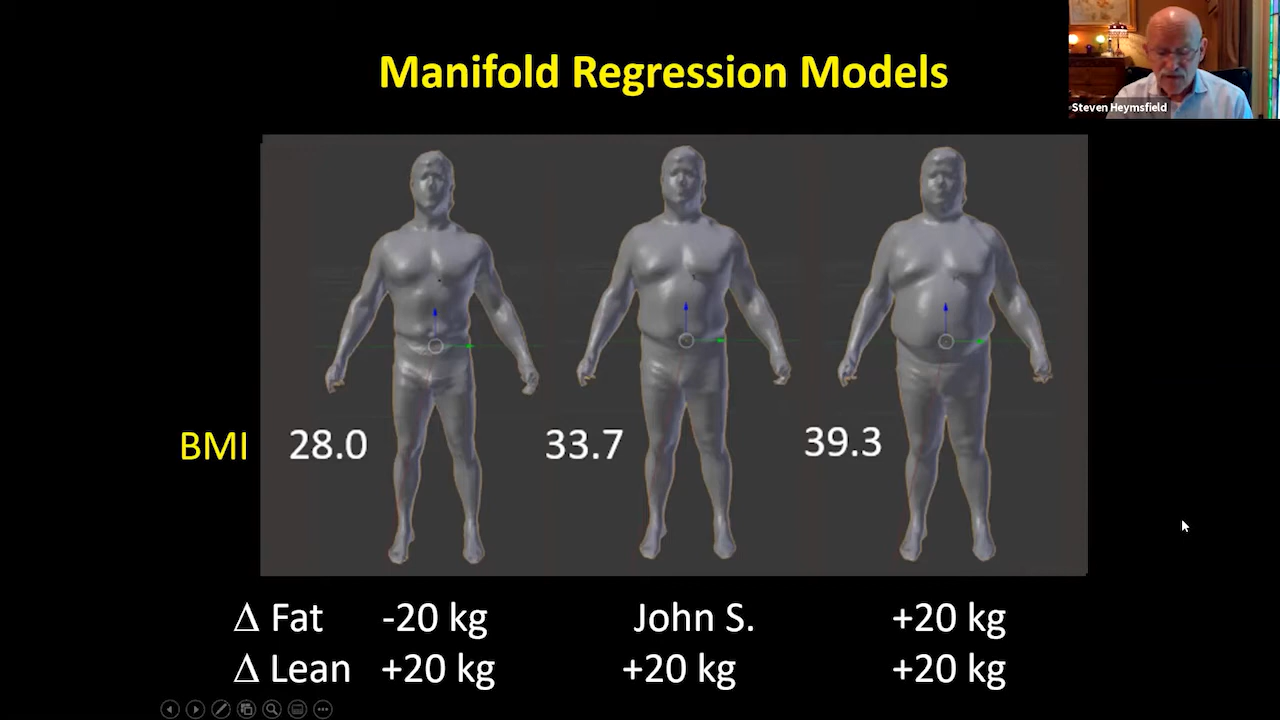 Manifold Regression Models
Steven Heymsfield
BMI 28.0 33.7 39.3
Δ Fat -20 kg John S. +20 kg
Δ Lean +20 kg +20 kg +20 kg